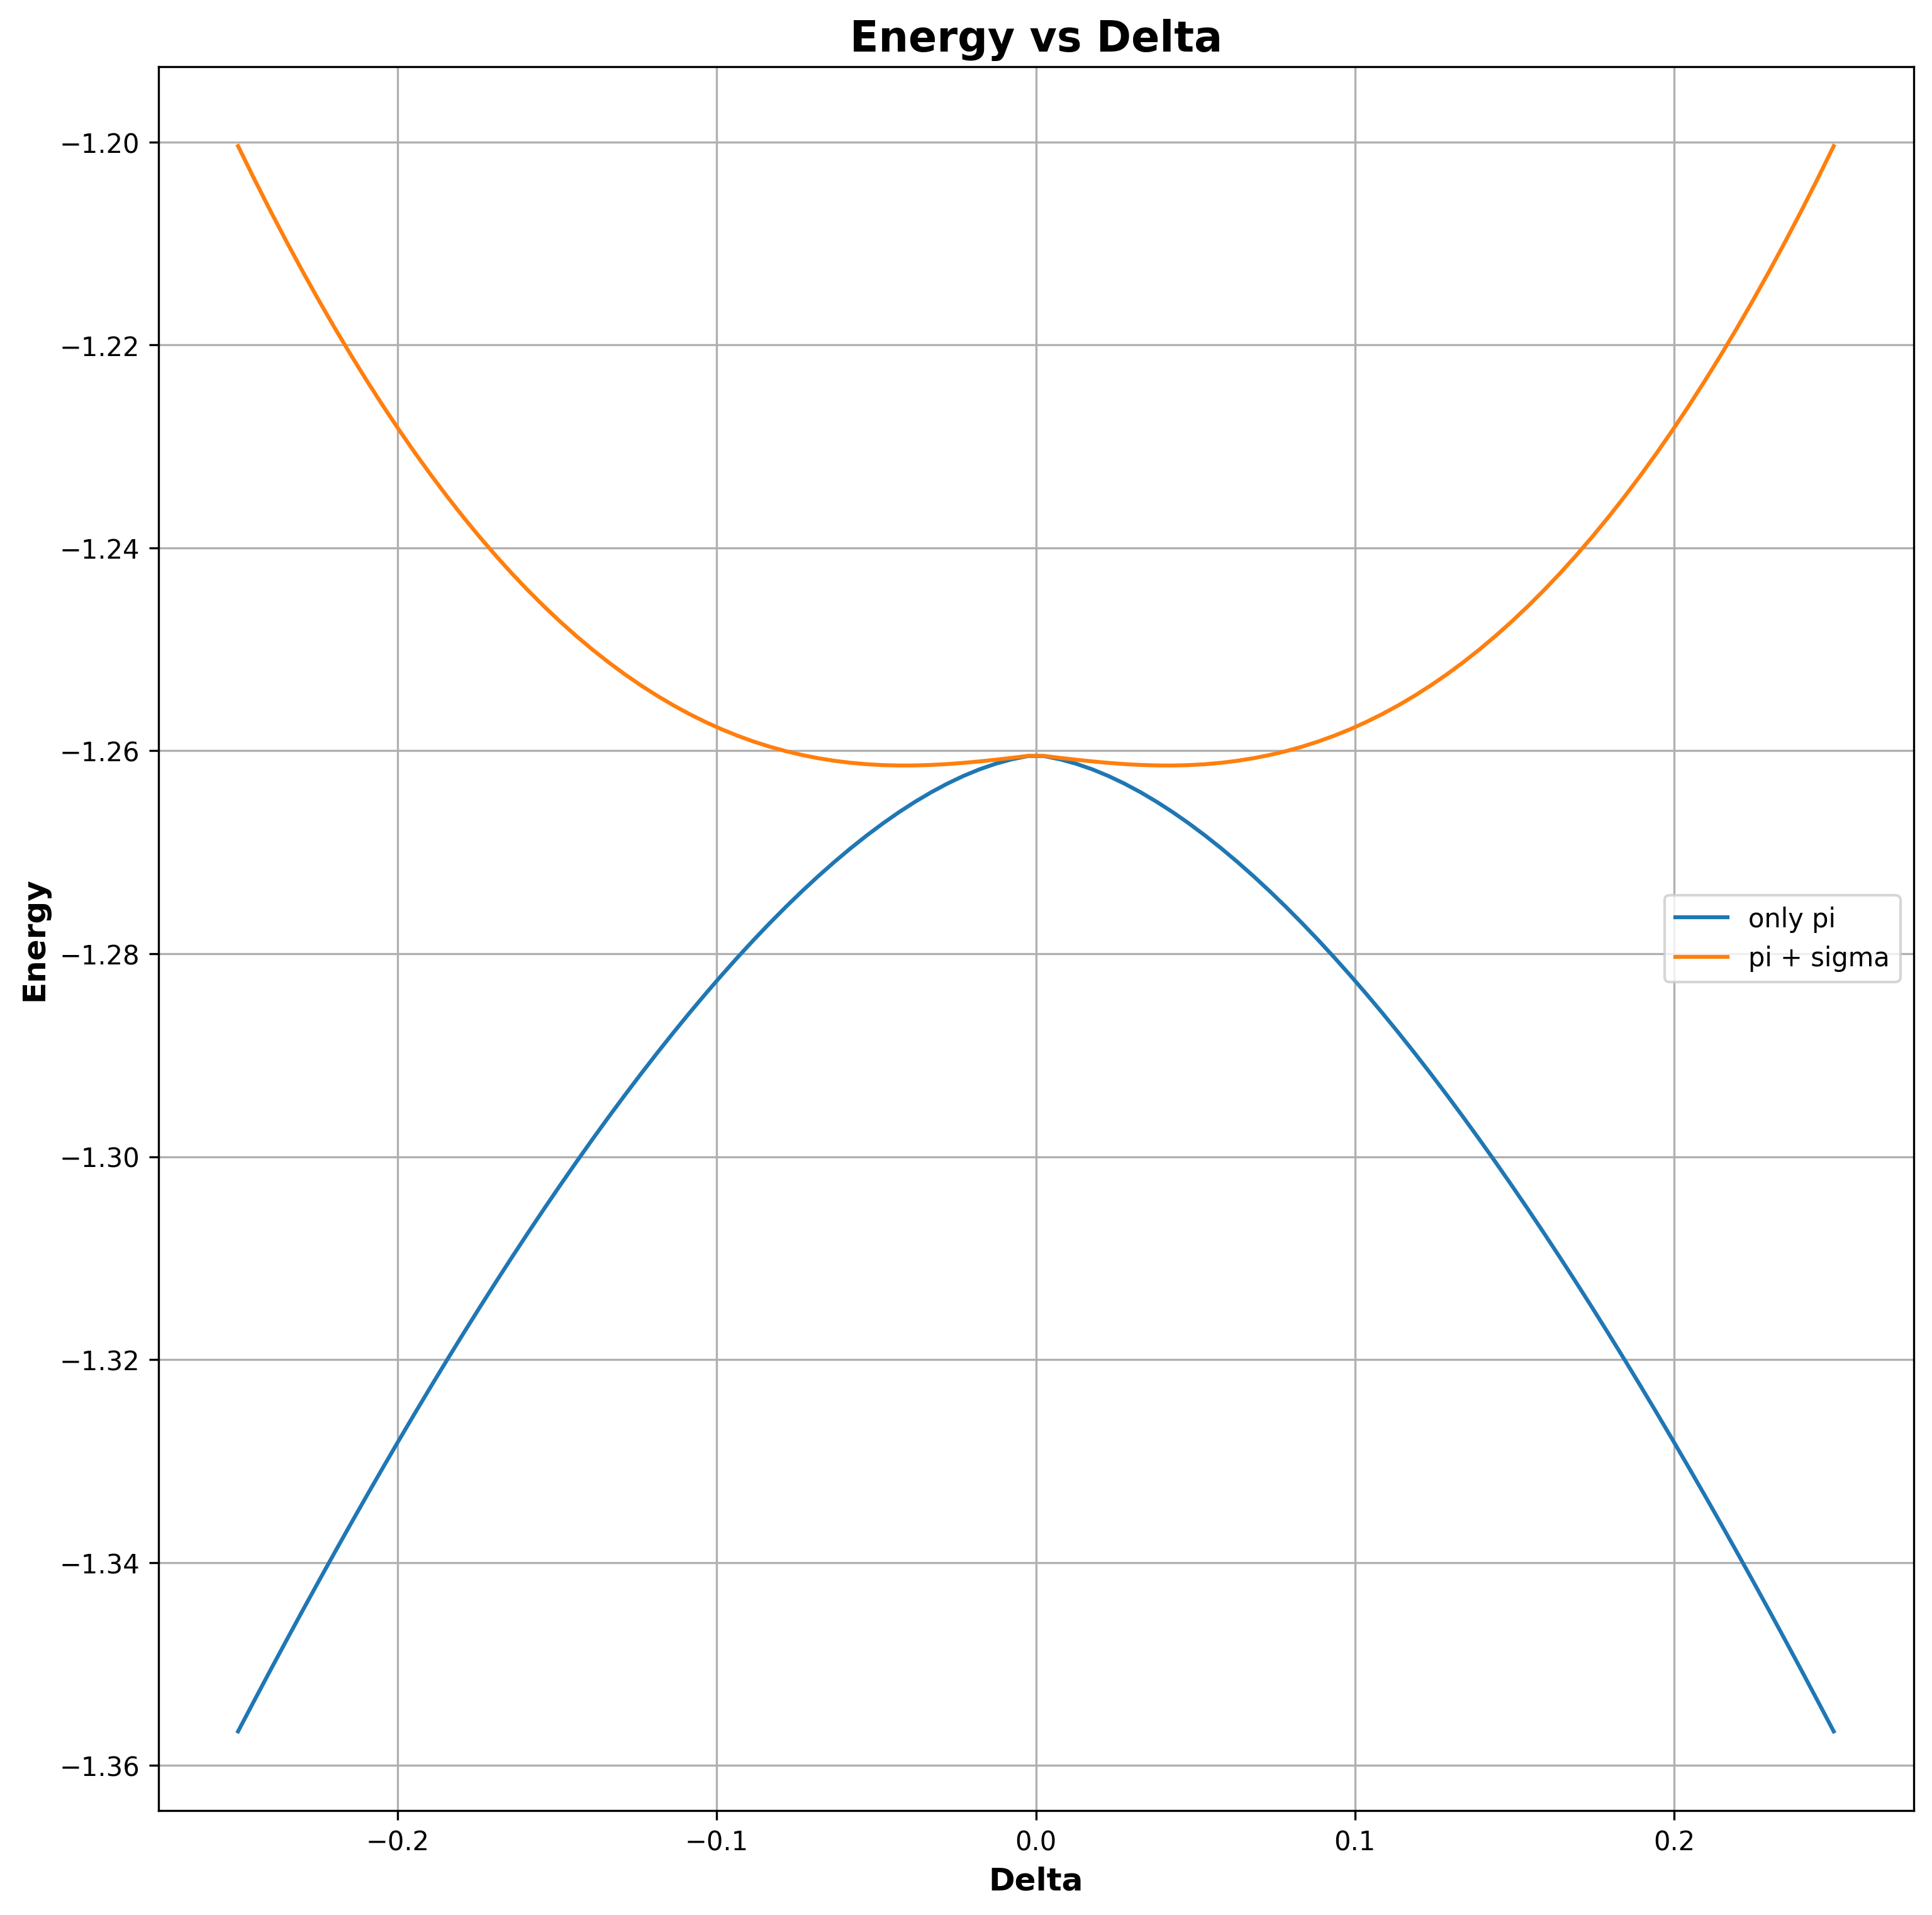 Energy vs Delta
−1.20
−1.22
−1.24
−1.26
−1.28
−1.30
−1.32
−1.34
−1.36
Energy
only pi
pi + sigma
−0.2
−0.1
0.0
0.1
0.2
Delta